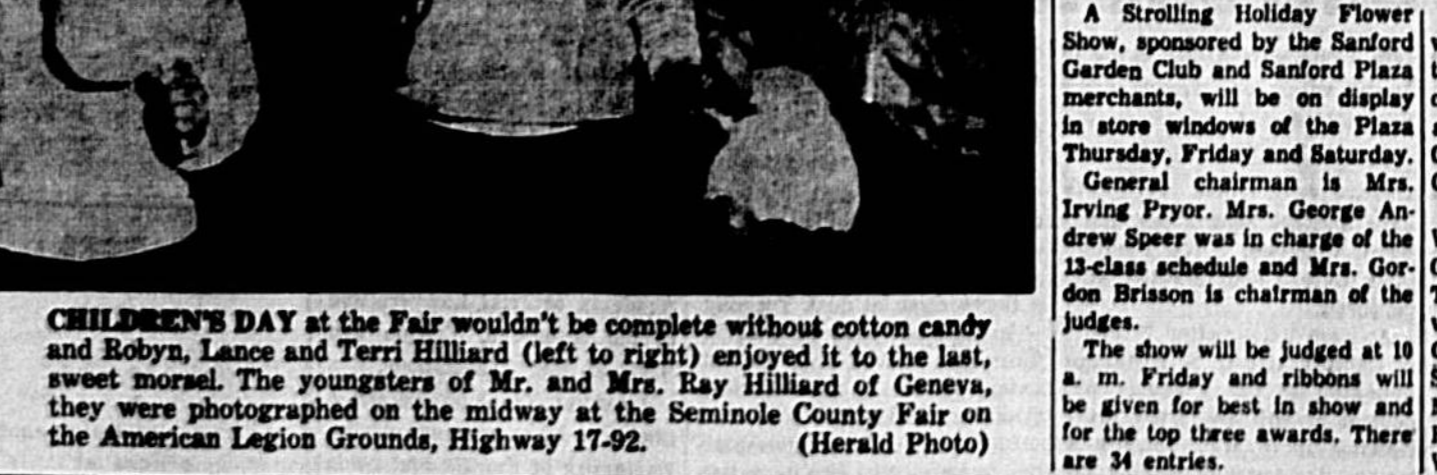 CHILDREN'S DAY at the Fair wouldn't be complete without cotton candy
and Robyn, Lance and Terri Hilliard (left to right) enjoyed it to the last,
sweet morsel. The youngsters of Mr. and Mrs. Ray Hilliard of Geneva,
they were photographed on the midway at the Seminole County Fair on
the American Legion Grounds, Highway 17-92. (Herald Photo)
A Strolling Holiday Flower
Show, sponsored by the Sanford
Garden Club and Sanford Plaza
merchants, will be on display
in store windows of the Plaza
Thursday, Friday and Saturday.
General chairman is Mrs.
Irving Pryor. Mrs. George An-
drew Speer was in charge of the
13-class schedule and Mrs. Gor-
don Brisson is chairman of the
judges.
The show will be judged at 10
a. m. Friday and ribbons will
be given for best in show and
for the top three awards. There
are 34 entries.